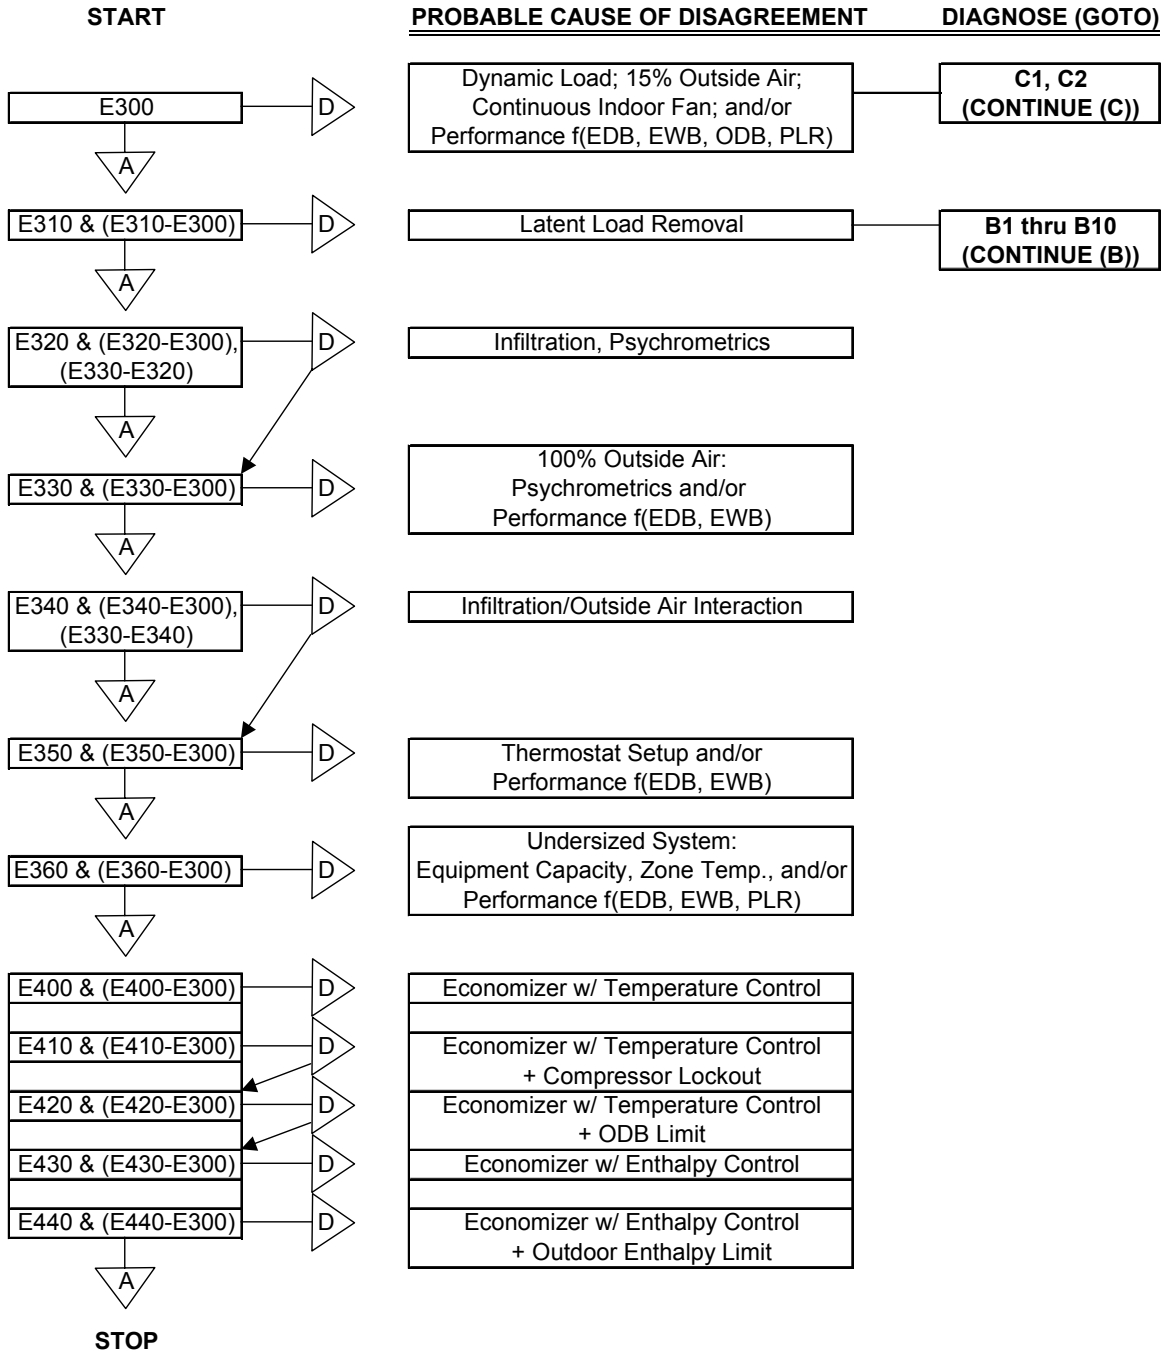 START
PROBABLE CAUSE OF DISAGREEMENT
DIAGNOSE (GOTO)
E300
D
Dynamic Load; 15% Outside Air;
Continuous Indoor Fan; and/or
Performance f(EDB, EWB, ODB, PLR)
C1, C2
(CONTINUE (C))
A
E310 & (E310-E300)
D
Latent Load Removal
B1 thru B10
(CONTINUE (B))
A
E320 & (E320-E300),
(E330-E320)
D
Infiltration, Psychrometrics
A
E330 & (E330-E300)
D
100% Outside Air:
Psychrometrics and/or
Performance f(EDB, EWB)
A
E340 & (E340-E300),
(E330-E340)
D
Infiltration/Outside Air Interaction
A
E350 & (E350-E300)
D
Thermostat Setup and/or
Performance f(EDB, EWB)
A
E360 & (E360-E300)
D
Undersized System:
Equipment Capacity, Zone Temp., and/or
Performance f(EDB, EWB, PLR)
A
E400 & (E400-E300)
D
Economizer w/ Temperature Control
E410 & (E410-E300)
D
Economizer w/ Temperature Control
+ Compressor Lockout
E420 & (E420-E300)
D
Economizer w/ Temperature Control
+ ODB Limit
E430 & (E430-E300)
D
Economizer w/ Enthalpy Control
E440 & (E440-E300)
D
Economizer w/ Enthalpy Control
+ Outdoor Enthalpy Limit
A
STOP